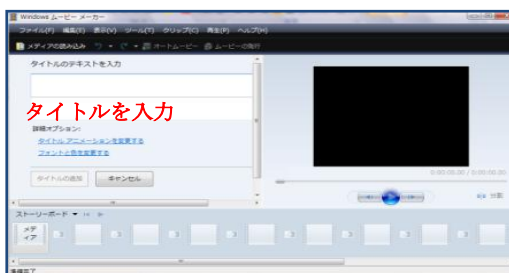 Windows ムービー メーカー
ファイル(F) 編集(E) 表示(V) ツール(T) クリップ(C) 再生(P) ヘルプ(H)
メディアの読み込み オートムービー ムービーの発行
タイトルのテキストを入力
タイトルを入力
詳細オプション:
タイトル アニメーションを変更する
フォントと色を変更する
タイトルの追加 キャンセル
0:00:00.00 / 0:00:00.00
分割
ストーリーボード
メディア
準備完了